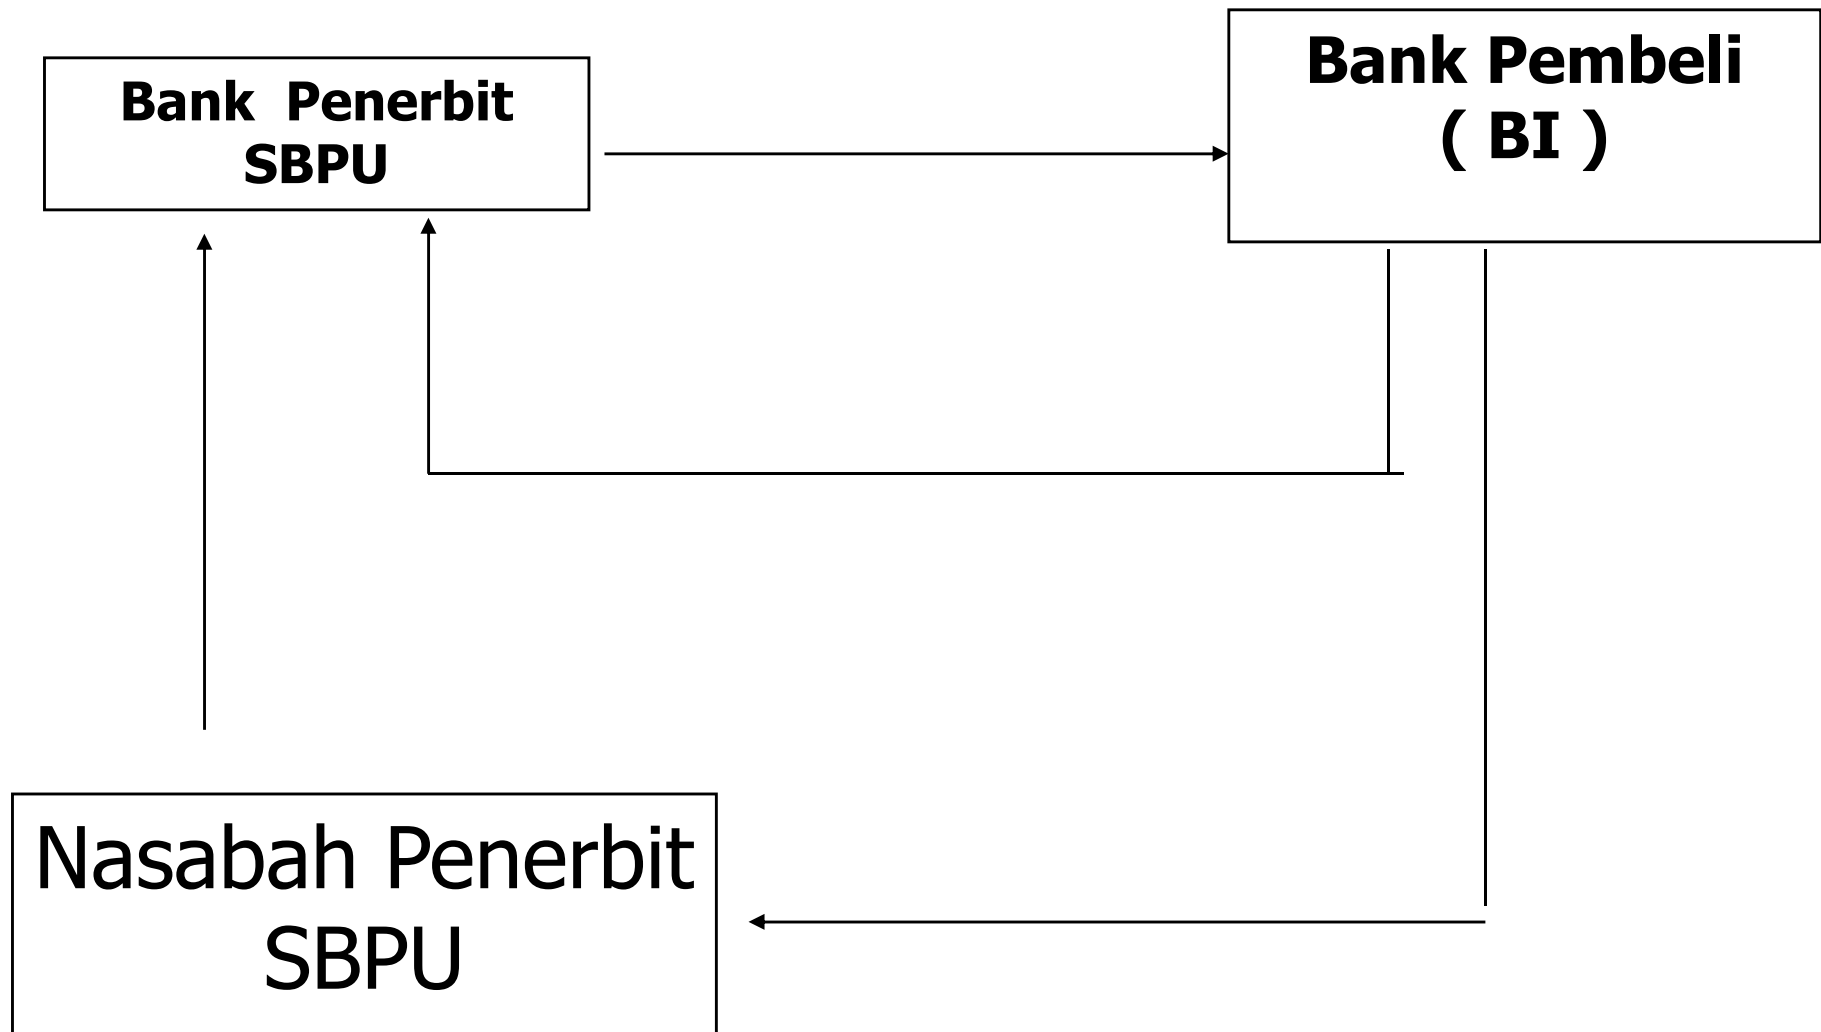 Bank Penerbit
SBPU
Bank Pembeli
( BI )
Nasabah Penerbit
SBPU